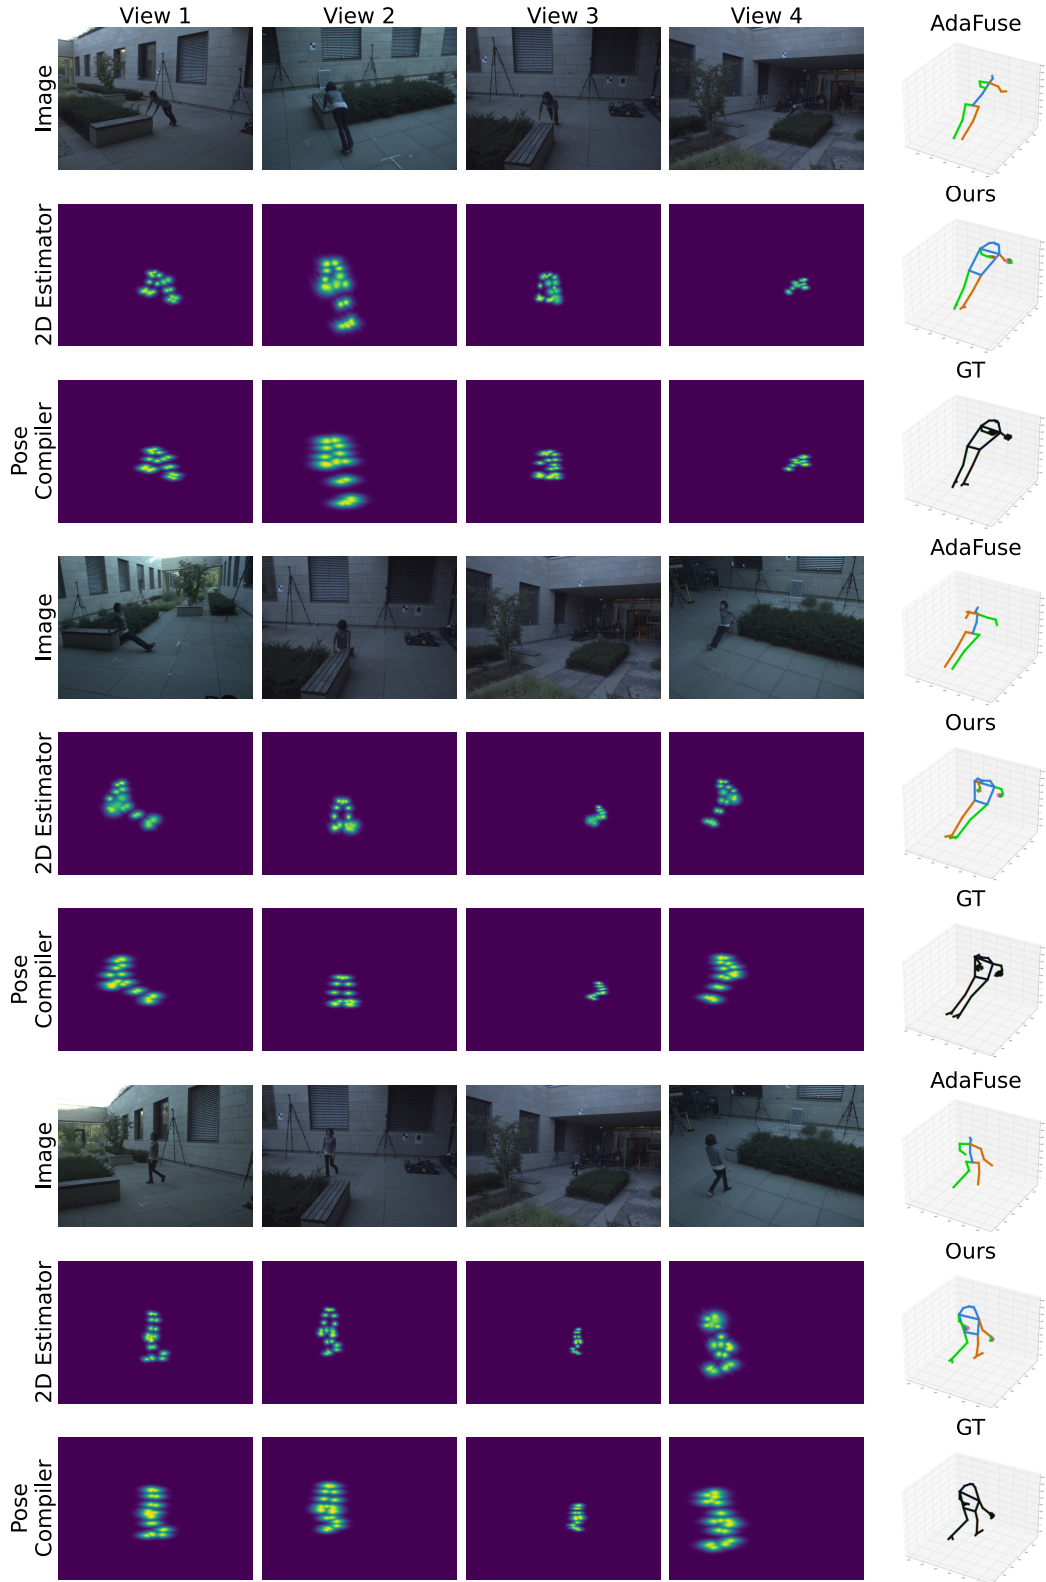 View 1
View 2
View 3
View 4
AdaFuse
Image
Ours
2D Estimator
GT
Pose
Compiler
AdaFuse
Image
Ours
2D Estimator
GT
Pose
Compiler
AdaFuse
Image
Ours
2D Estimator
GT
Pose
Compiler